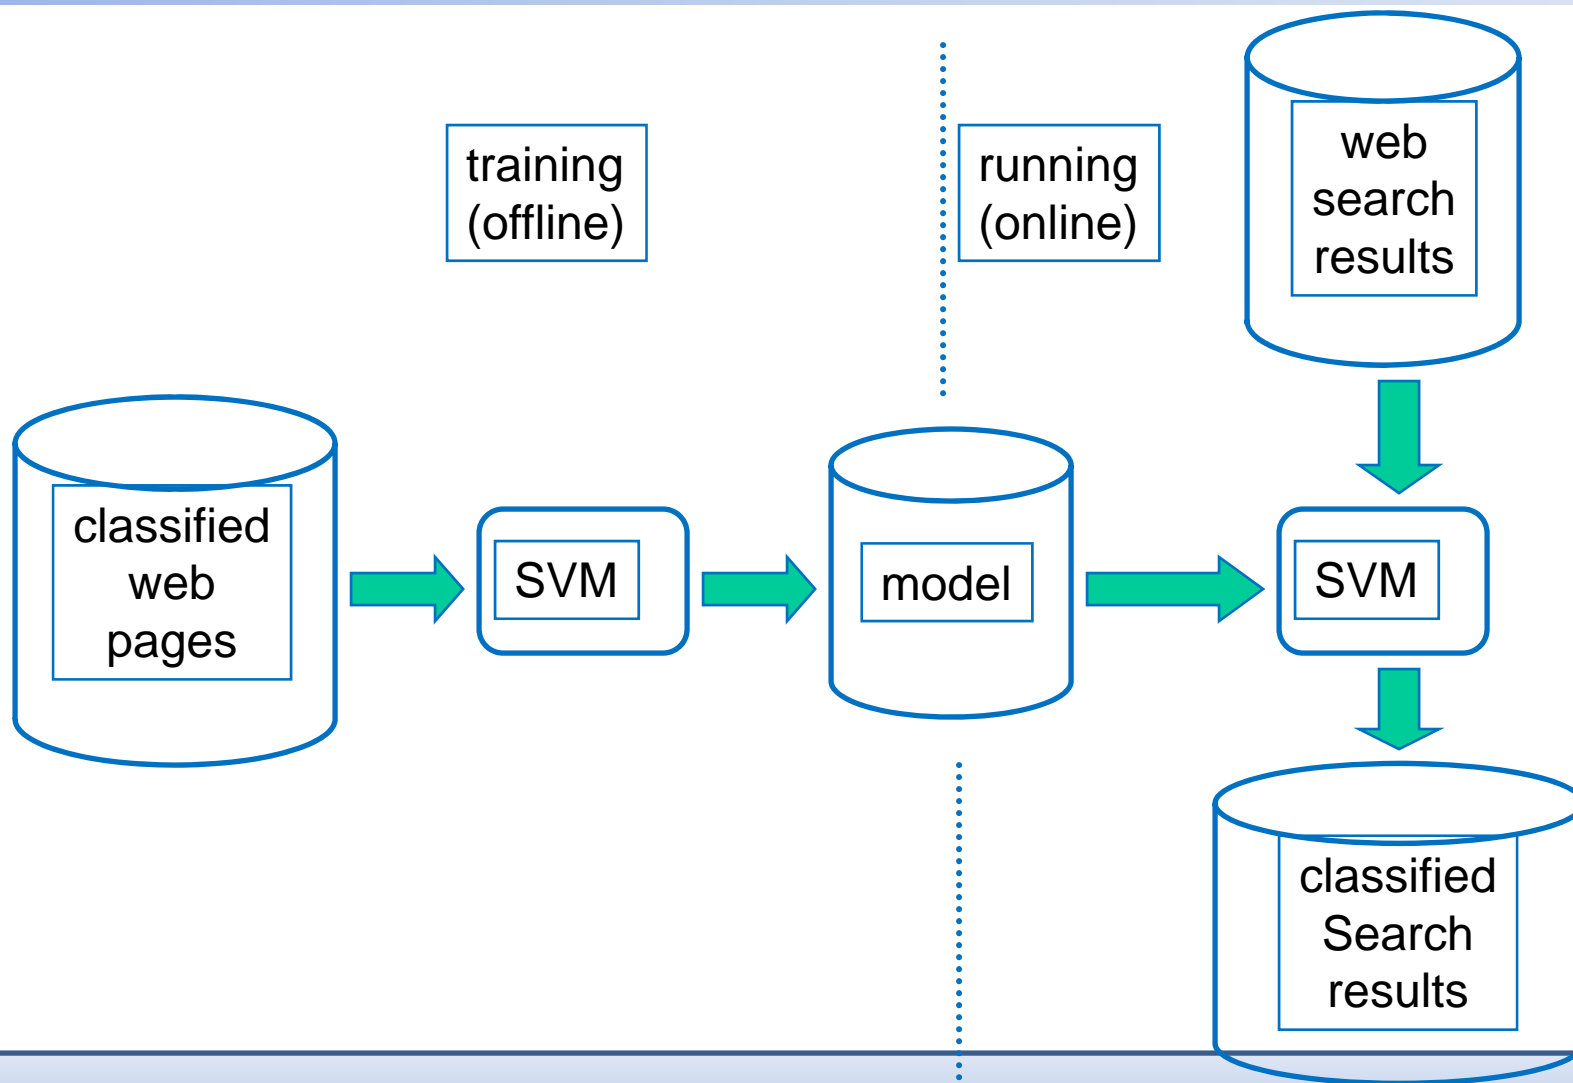 training
(offline)
running
(online)
web
search
results
classified
web
pages
SVM
model
SVM
classified
Search
results